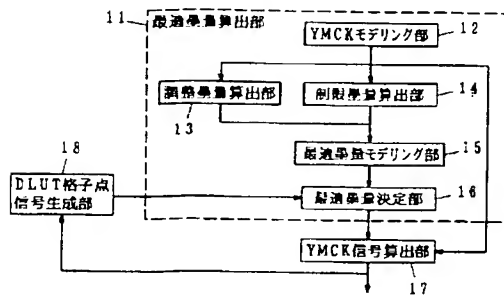 11
最適墨量算出部
YMCKモデリング部
12
調整墨量算出部
13
制限墨量算出部
14
15
最適墨量モデリング部
18
DLUT格子点
信号生成部
16
最適墨量決定部
YMCK信号算出部
17